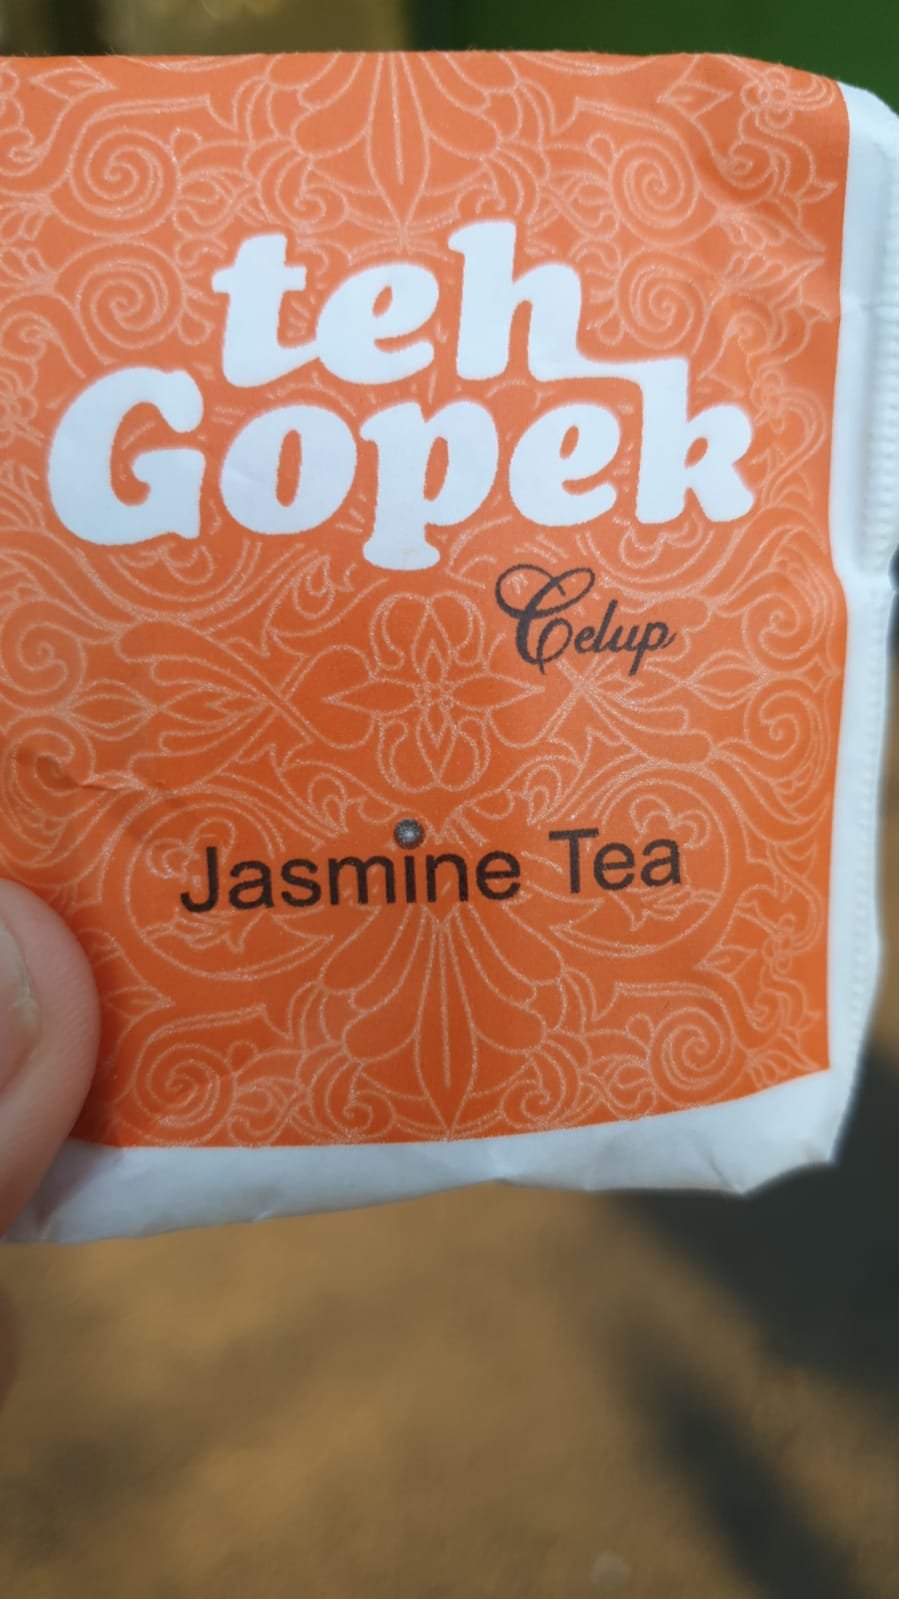 teh
Gopek
Celup
Jasmine Tea